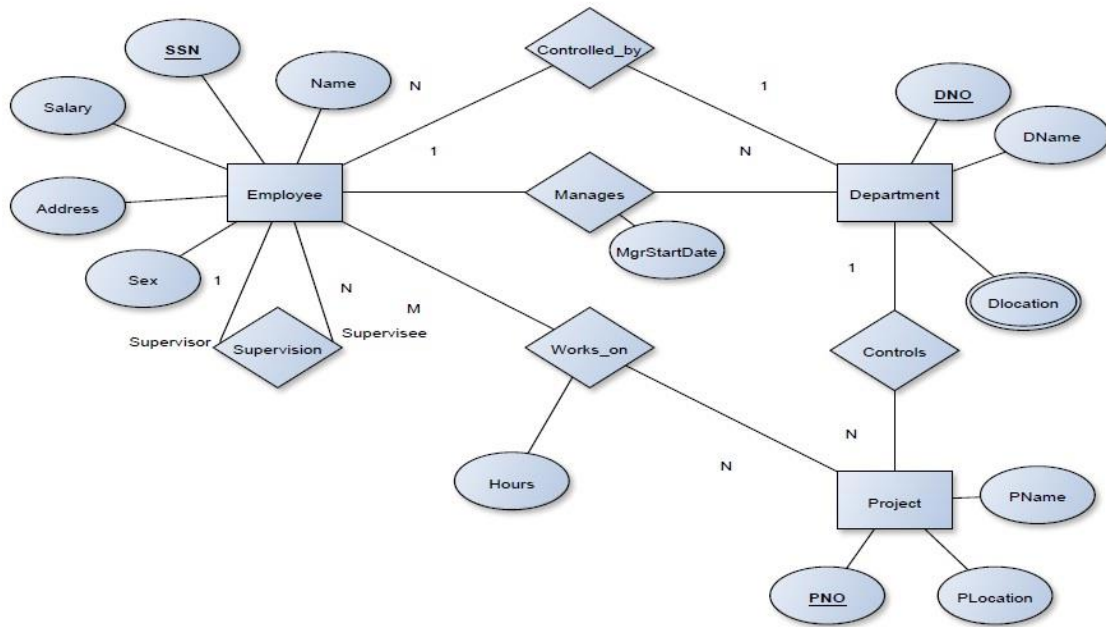 Controlled_by
SSN
Name
N
Salary
1
DNO
DName
1
N
Employee
Manages
Department
Address
MgrStartDate
Sex
1
N
M
1
Dlocation
Supervisor
Supervisee
Supervision
Works_on
Controls
N
N
Hours
Project
PName
PNO
PLocation